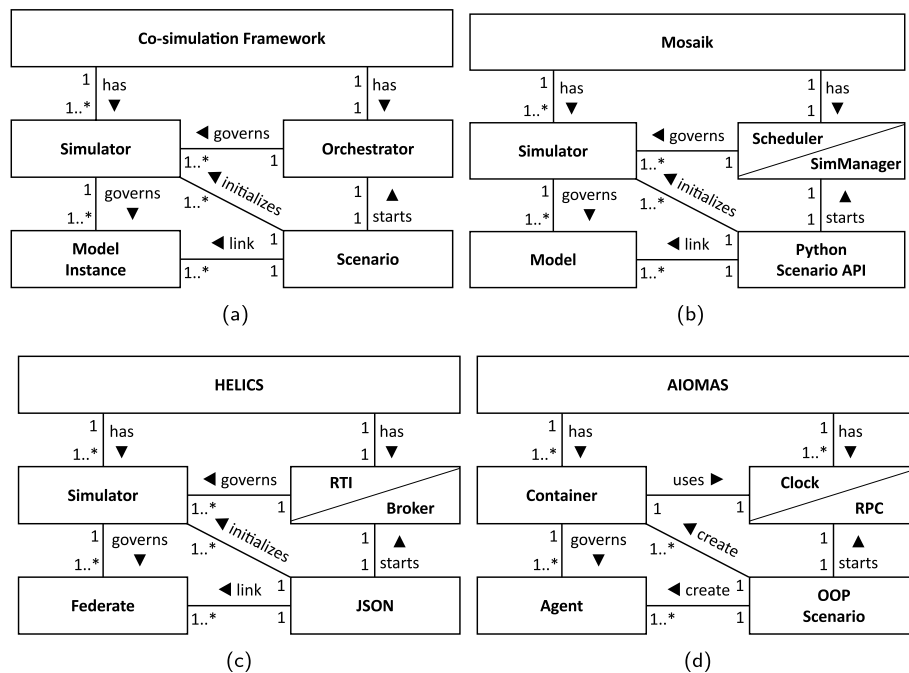 Co-simulation Framework
1 has 1..*
1 has 1
Simulator
governs
1..* 1
Orchestrator
1 governs 1..*
initializes
1..* 1
1 starts 1
Model
Instance
link
1..* 1
Scenario
(a)
Mosaik
1 has 1..*
1 has 1
Simulator
governs
1..* 1
Scheduler
SimManager
1 governs 1..*
initializes
1..* 1
1 starts 1
Model
link
1..* 1
Python
Scenario API
(b)
HELICS
1 has 1..*
1 has 1
Simulator
governs
1..* 1
RTI
Broker
1 governs 1..*
initializes
1..* 1
1 starts 1
Federate
link
1..* 1
JSON
(c)
AIOMAS
1 has 1..*
1 has 1..*
Container
uses
1 1
Clock
RPC
1 governs 1..*
create
1..* 1
1 starts 1
Agent
create
1..* 1
OOP
Scenario
(d)